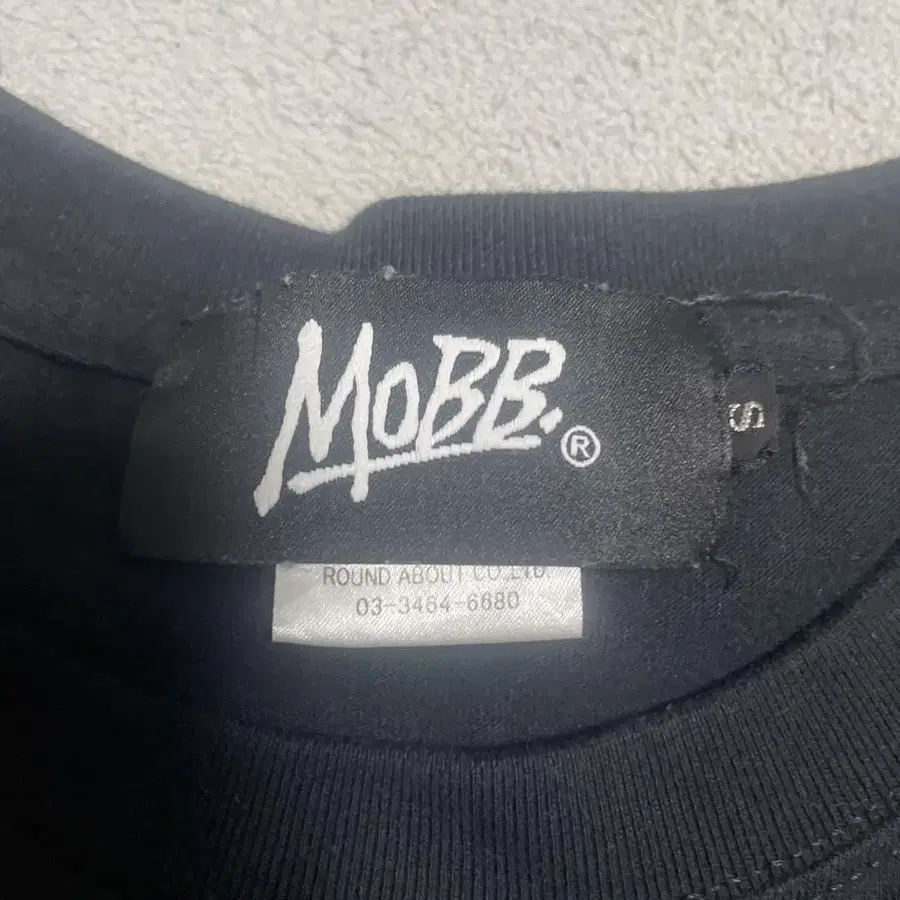 MOBB.®
S
ROUND ABOUT CO.,LTD.
03-3464-6680